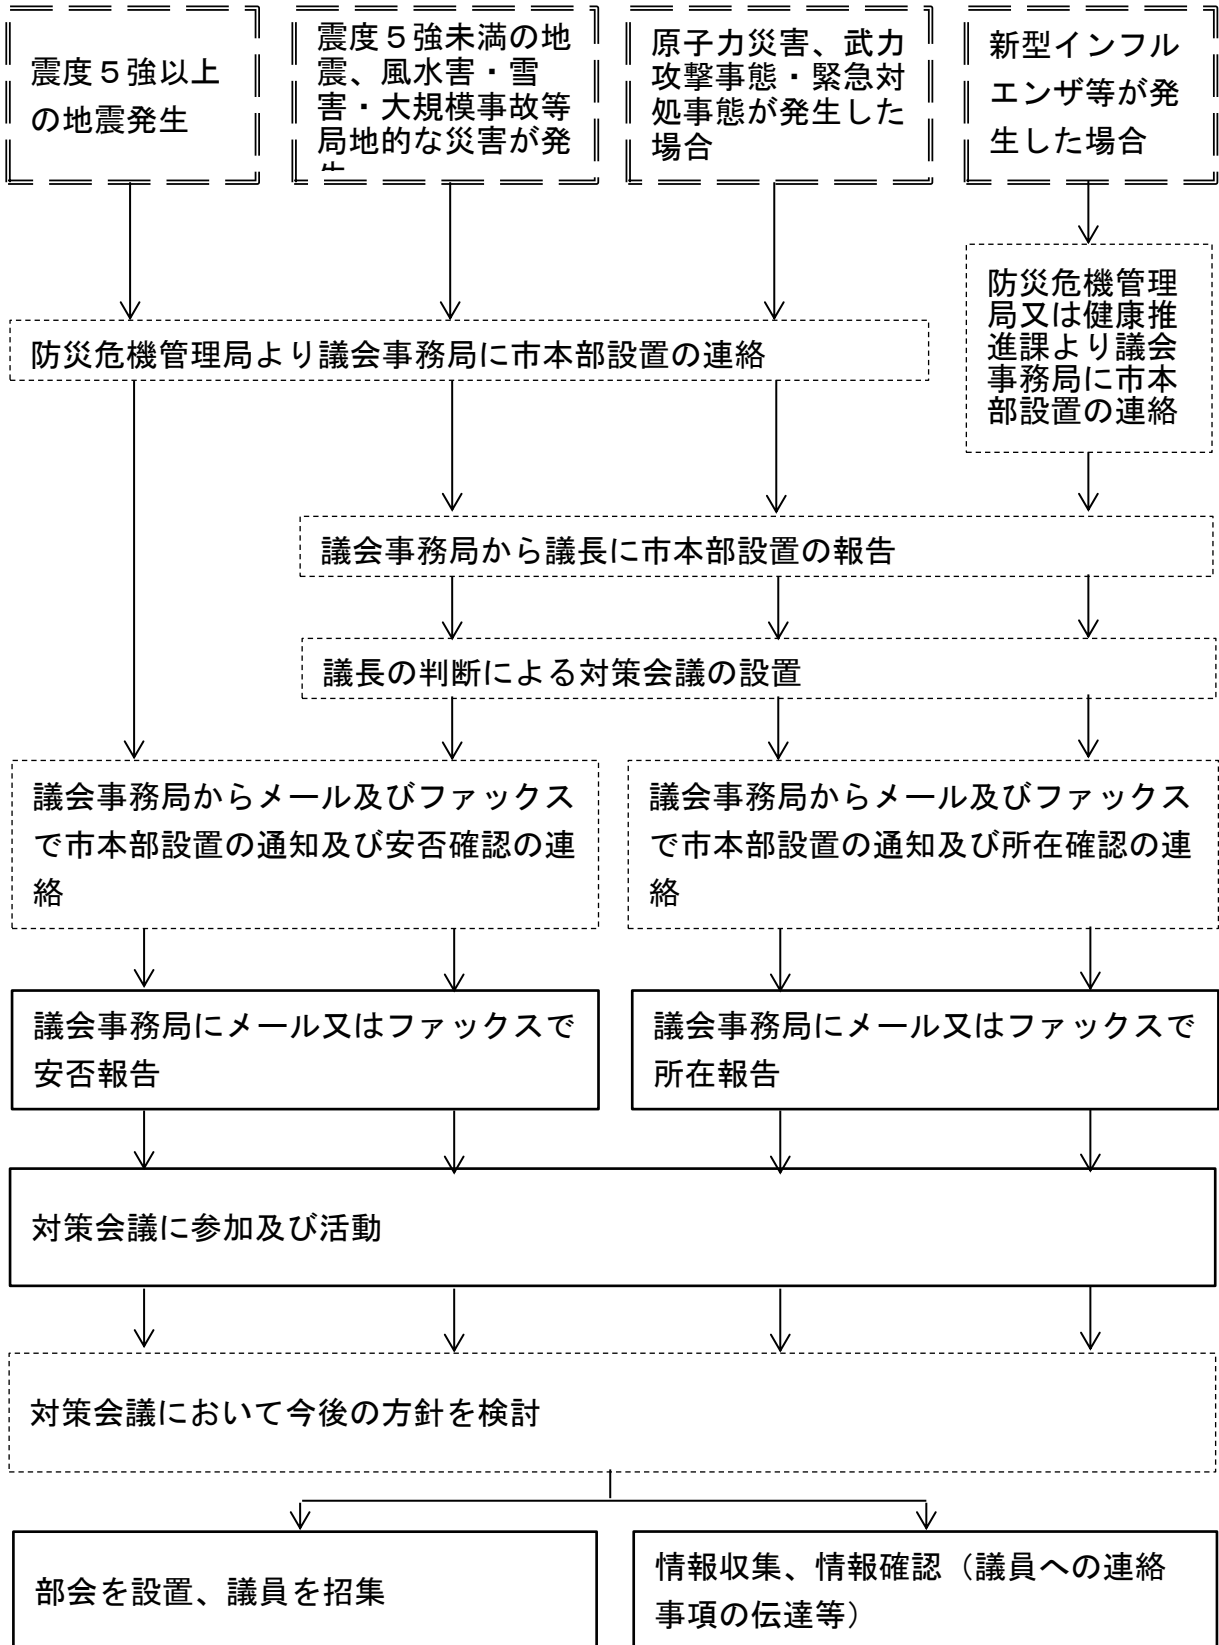 震度５強以上
の地震発生
震度５強未満の地
震、風水害・雪
害・大規模事故等
局地的な災害が発
原子力災害、武力
攻撃事態・緊急対
処事態が発生した
場合
新型インフル
エンザ等が発
生した場合
防災危機管理局より議会事務局に市本部設置の連絡
防災危機管理
局又は健康推
進課より議会
事務局に市本
部設置の連絡
議会事務局から議長に市本部設置の報告
議長の判断による対策会議の設置
議会事務局からメール及びファックス
で市本部設置の通知及び安否確認の連
絡
議会事務局からメール及びファックス
で市本部設置の通知及び所在確認の連
絡
議会事務局にメール又はファックスで
安否報告
議会事務局にメール又はファックスで
所在報告
対策会議に参加及び活動
対策会議において今後の方針を検討
部会を設置、議員を招集
情報収集、情報確認（議員への連絡
事項の伝達等）